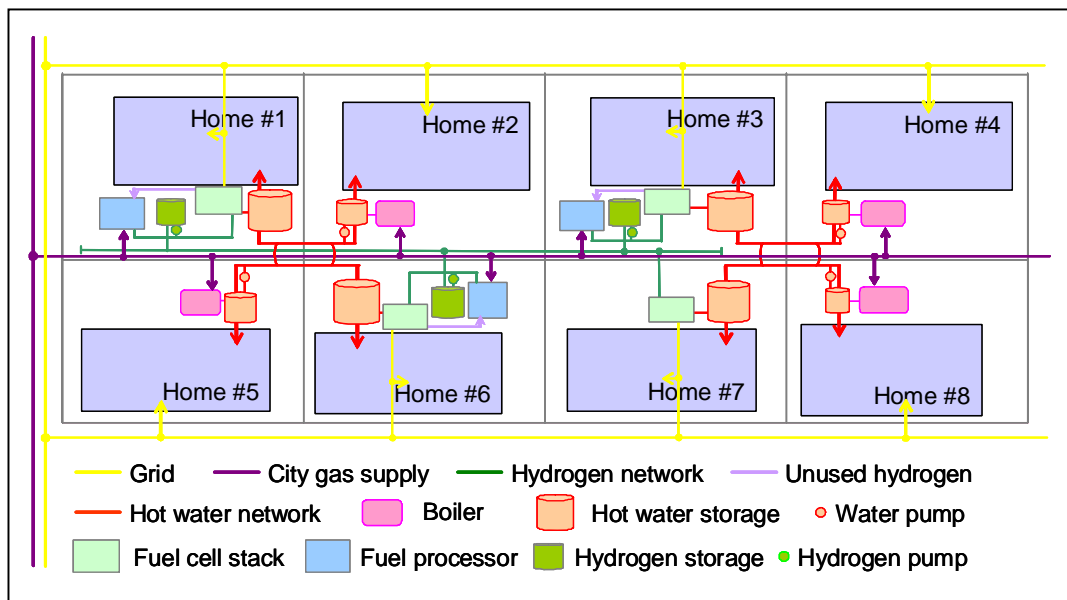 Home #1
Home #2
Home #3
Home #4
Home #5
Home #6
Home #7
Home #8
Grid
City gas supply
Hydrogen network
Unused hydrogen
Hot water network
Boiler
Hot water storage
Water pump
Fuel cell stack
Fuel processor
Hydrogen storage
Hydrogen pump